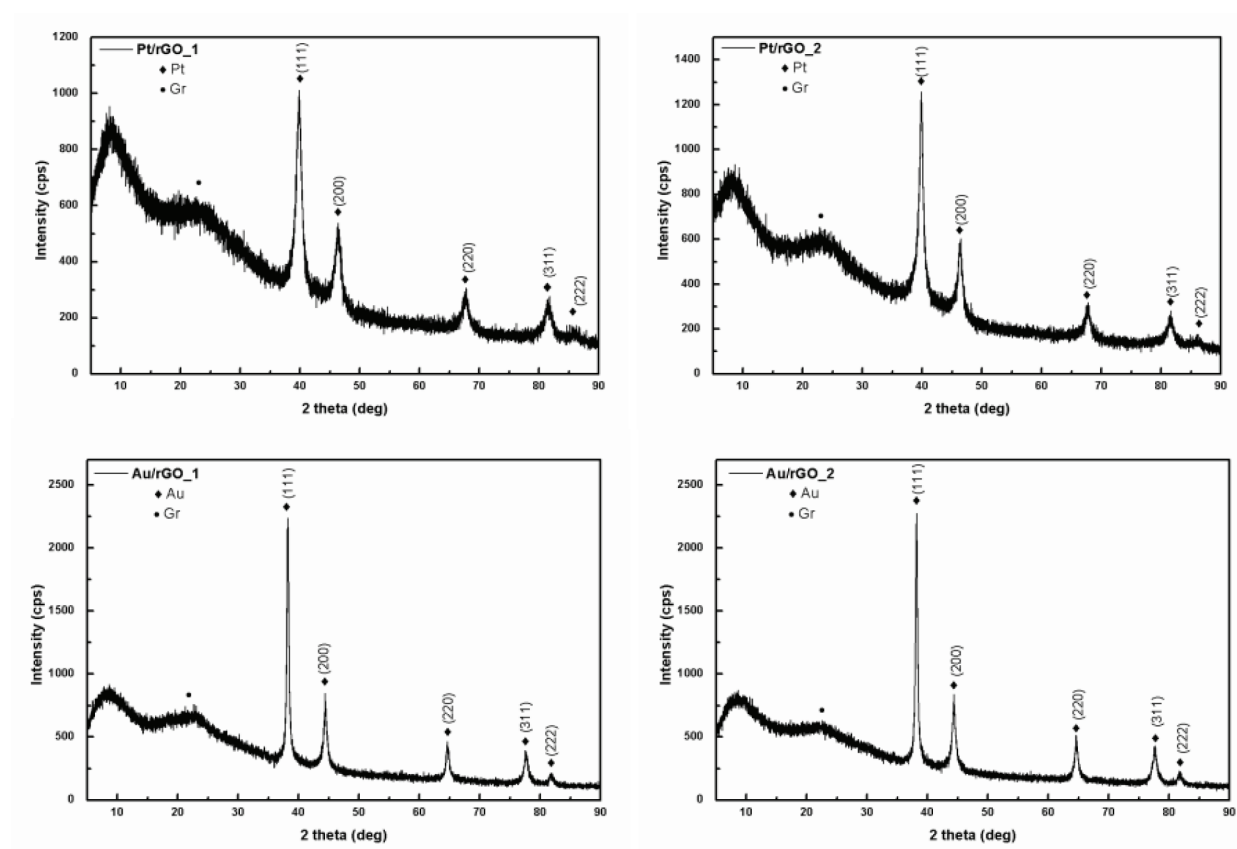 Pt/rGO_1
Pt
Gr
(111)
(200)
(220)
(311)
(222)
1200
1000
800
600
400
200
0
Intensity (cps)
10 20 30 40 50 60 70 80 90
2 theta (deg)
Pt/rGO_2
Pt
Gr
(111)
(200)
(220)
(311)
(222)
1400
1200
1000
800
600
400
200
0
Intensity (cps)
10 20 30 40 50 60 70 80 90
2 theta (deg)
Au/rGO_1
Au
Gr
(111)
(200)
(220)
(311)
(222)
2500
2000
1500
1000
500
0
Intensity (cps)
10 20 30 40 50 60 70 80 90
2 theta (deg)
Au/rGO_2
Au
Gr
(111)
(200)
(220)
(311)
(222)
2500
2000
1500
1000
500
0
Intensity (cps)
10 20 30 40 50 60 70 80 90
2 theta (deg)